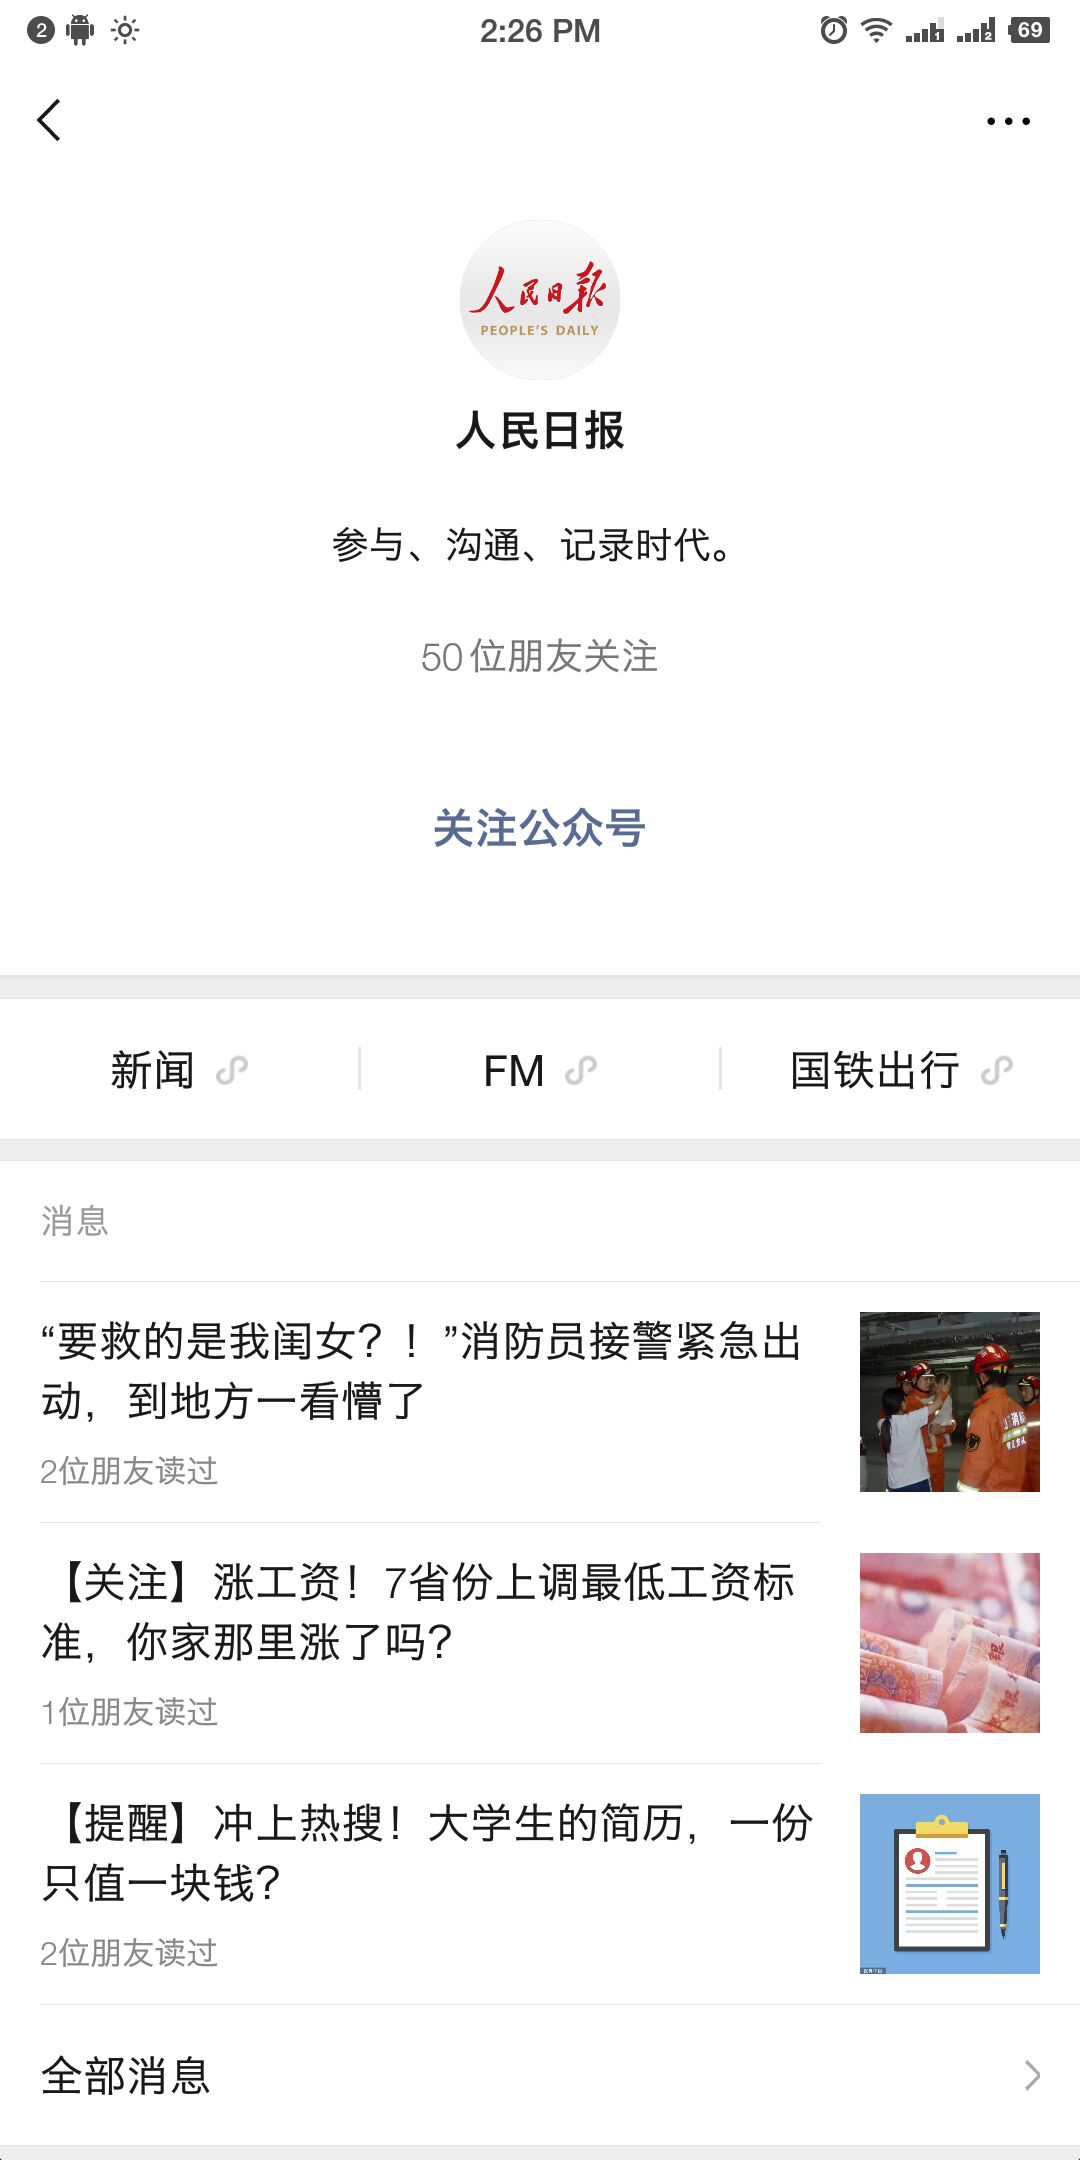 2
2:26 PM
1
2
69
人民日报
PEOPLE'S DAILY
人民日报
参与、沟通、记录时代。
50位朋友关注
关注公众号
新闻
FM
国铁出行
消息
“要救的是我闺女？！”消防员接警紧急出
动，到地方一看懵了
2位朋友读过
【关注】涨工资！7省份上调最低工资标
准，你家那里涨了吗？
1位朋友读过
【提醒】冲上热搜！大学生的简历，一份
只值一块钱？
2位朋友读过
全部消息